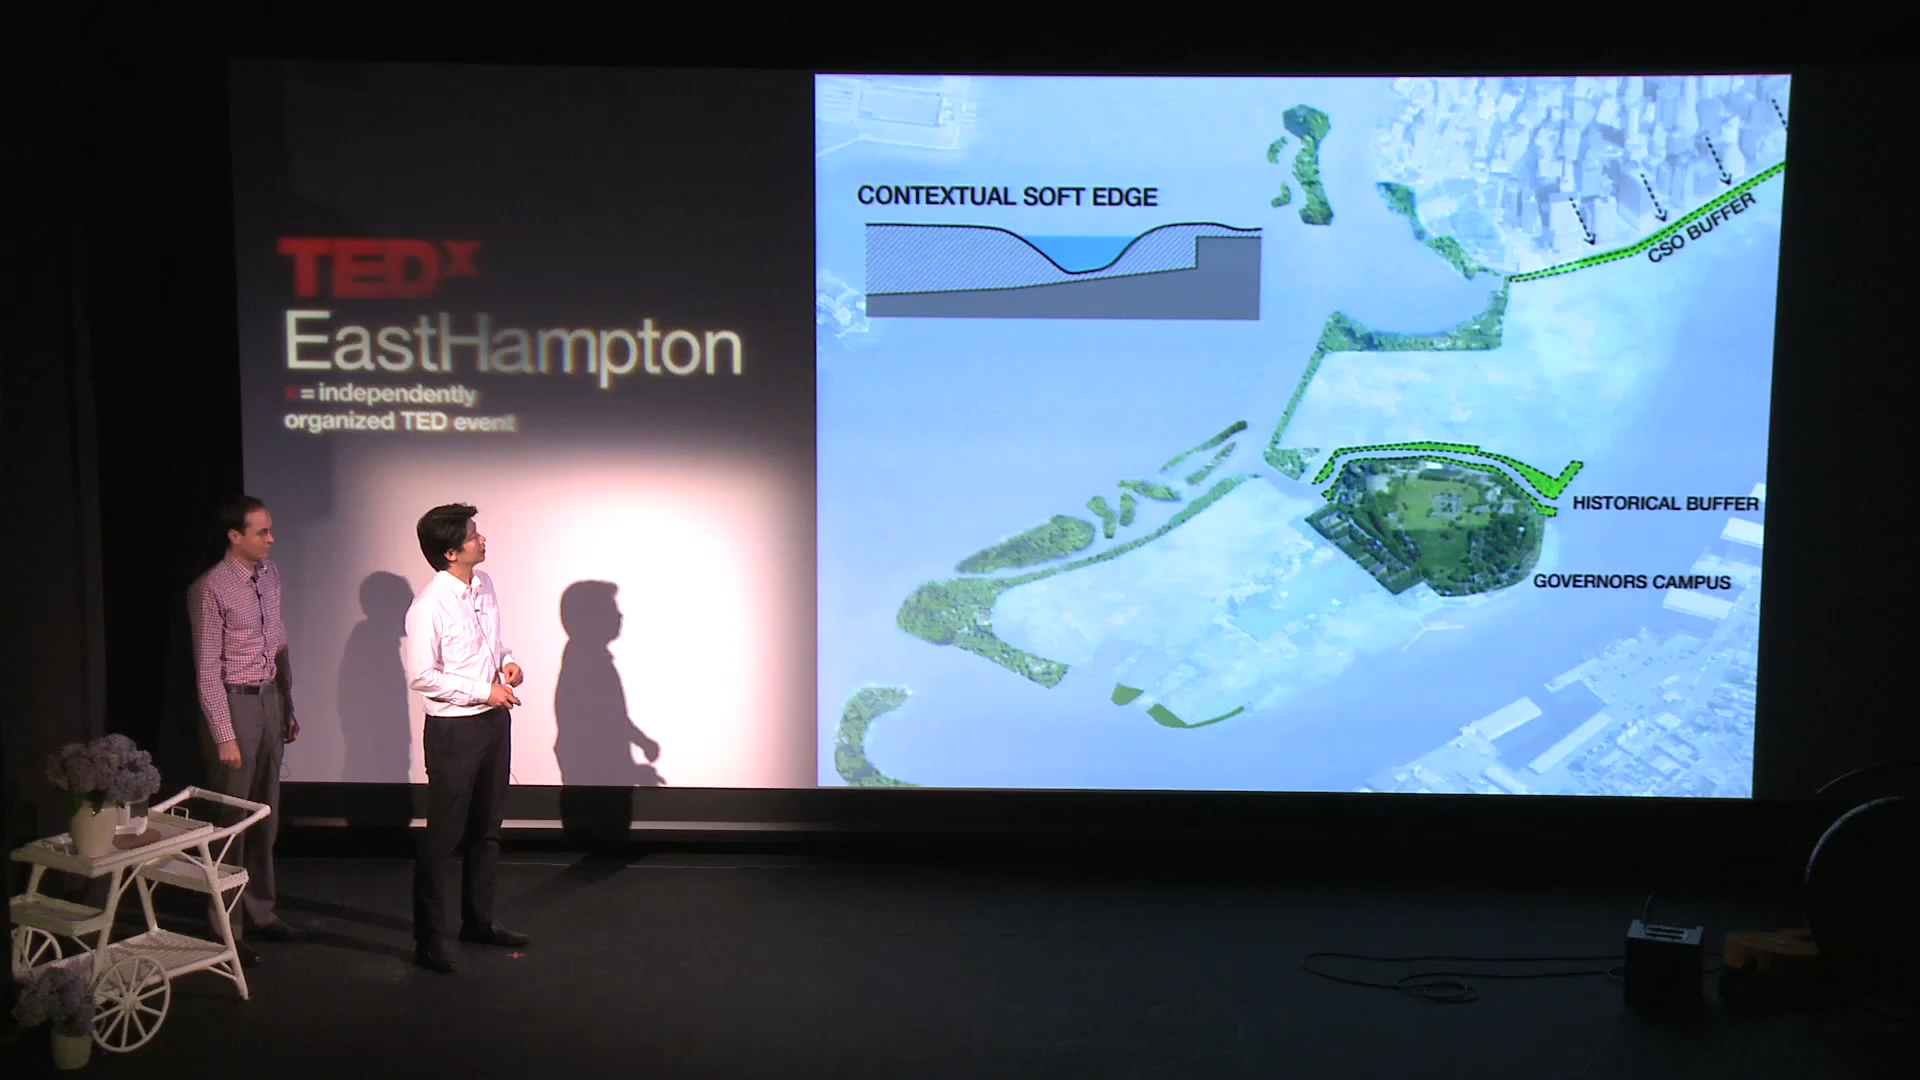 TEDx
EastHampton
x = independently
organized TED event
CONTEXTUAL SOFT EDGE
CSO BUFFER
HISTORICAL BUFFER
GOVERNORS CAMPUS